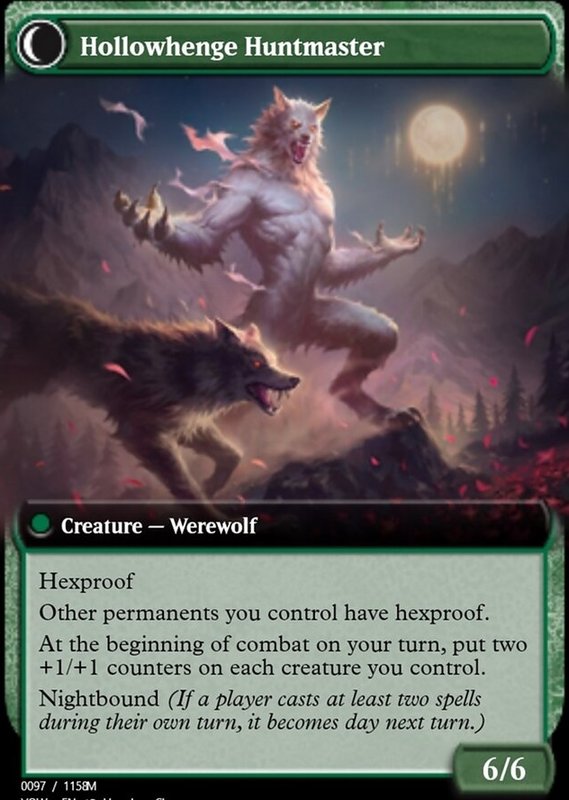 Hollowhenge Huntmaster
Creature — Werewolf
Hexproof
Other permanents you control have hexproof.
At the beginning of combat on your turn, put two
+1/+1 counters on each creature you control.
Nightbound (If a player casts at least two spells
during their own turn, it becomes day next turn.)
6/6
0097 / 1158M